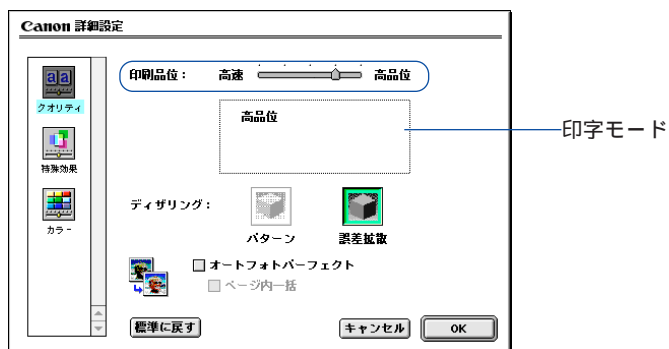 Canon 詳細設定
クオリティ
特殊効果
カラー
印刷品位： 高速 高品位
高品位
印字モード
ディザリング：
パターン 誤差拡散
オートフォトパーフェクト
ページ内一括
標準に戻す キャンセル OK